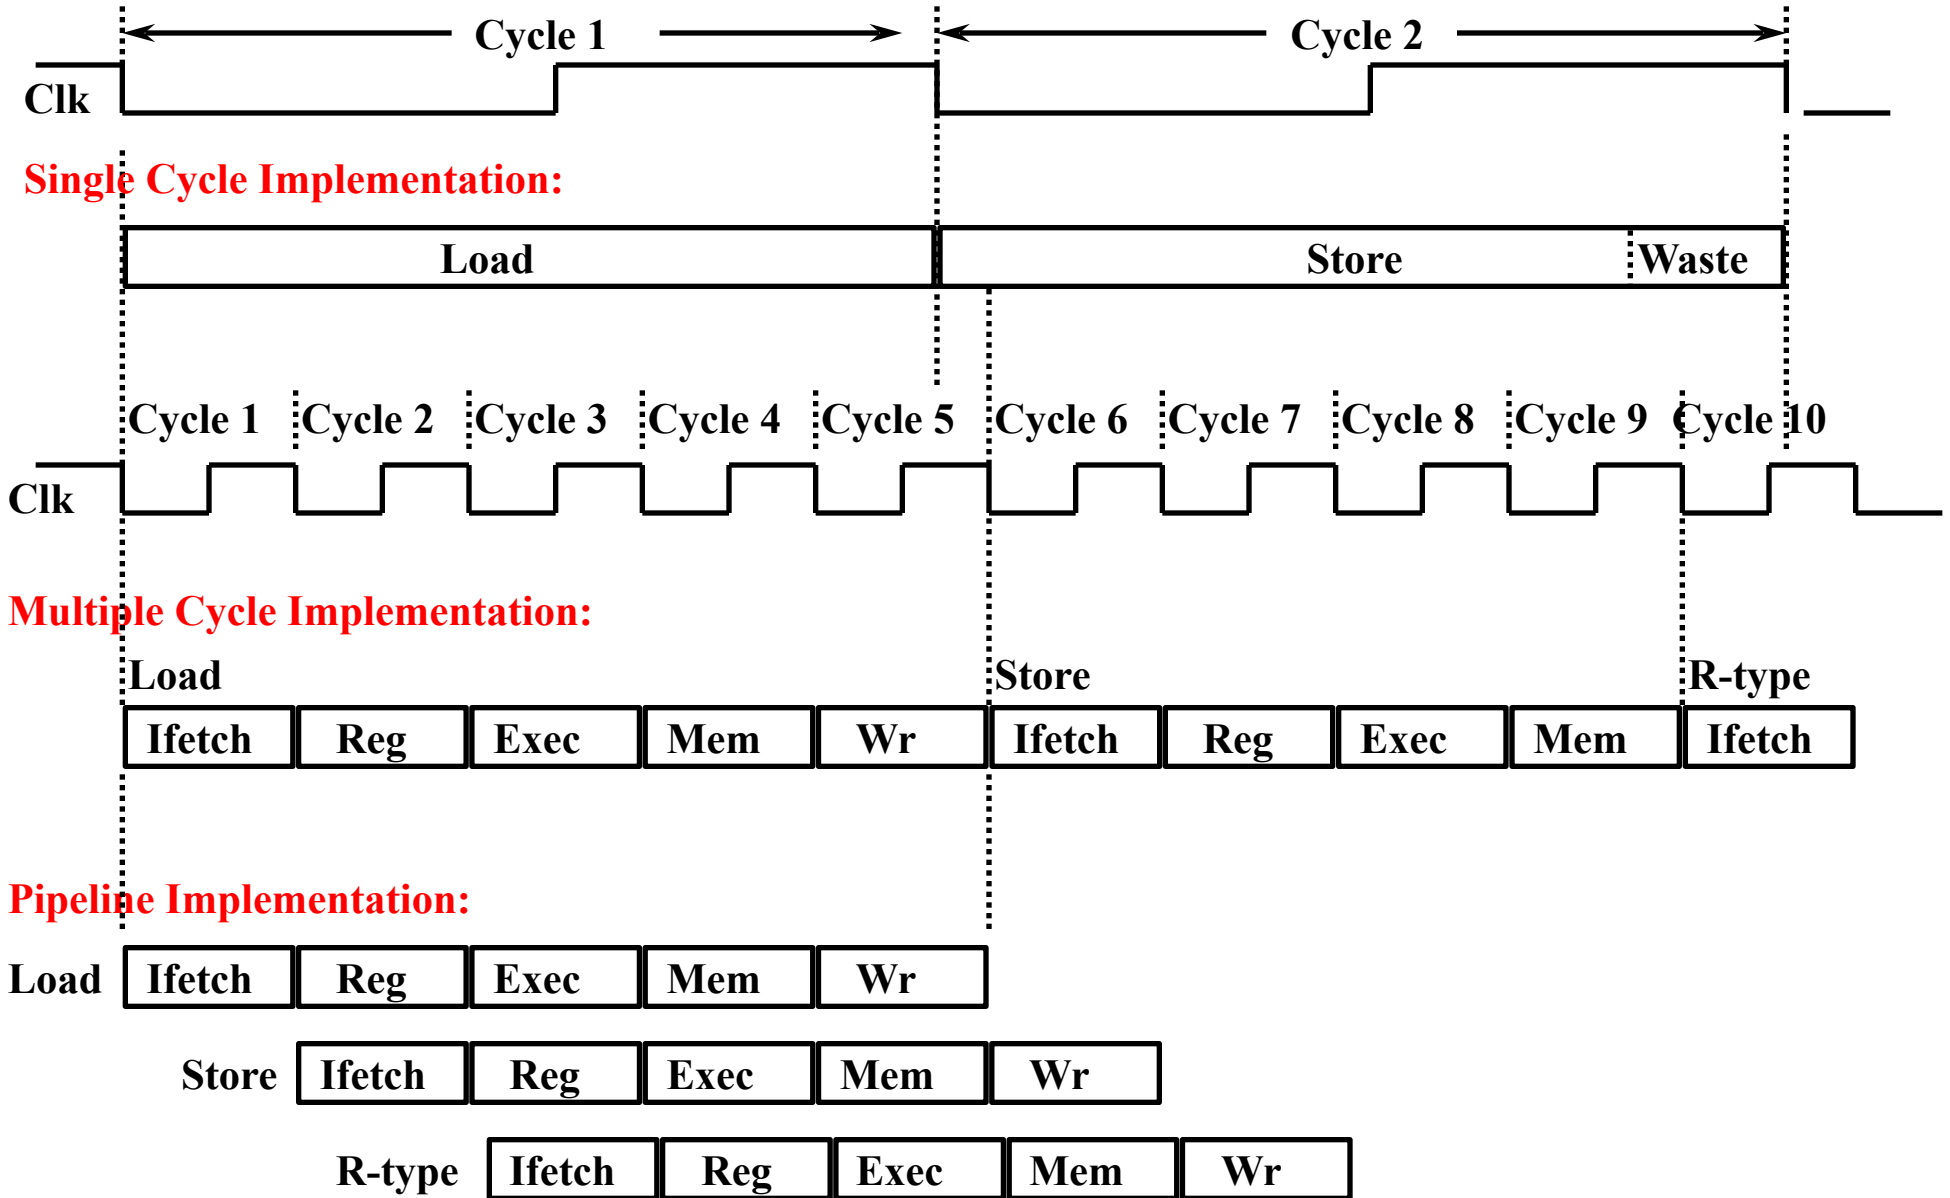 Cycle 1 Cycle 2
Clk
Single Cycle Implementation:
Load Store Waste
Cycle 1 Cycle 2 Cycle 3 Cycle 4 Cycle 5 Cycle 6 Cycle 7 Cycle 8 Cycle 9 Cycle 10
Clk
Multiple Cycle Implementation:
Load Store R-type
Ifetch Reg Exec Mem Wr Ifetch Reg Exec Mem Ifetch
Pipeline Implementation:
Load Ifetch Reg Exec Mem Wr
Store Ifetch Reg Exec Mem Wr
R-type Ifetch Reg Exec Mem Wr